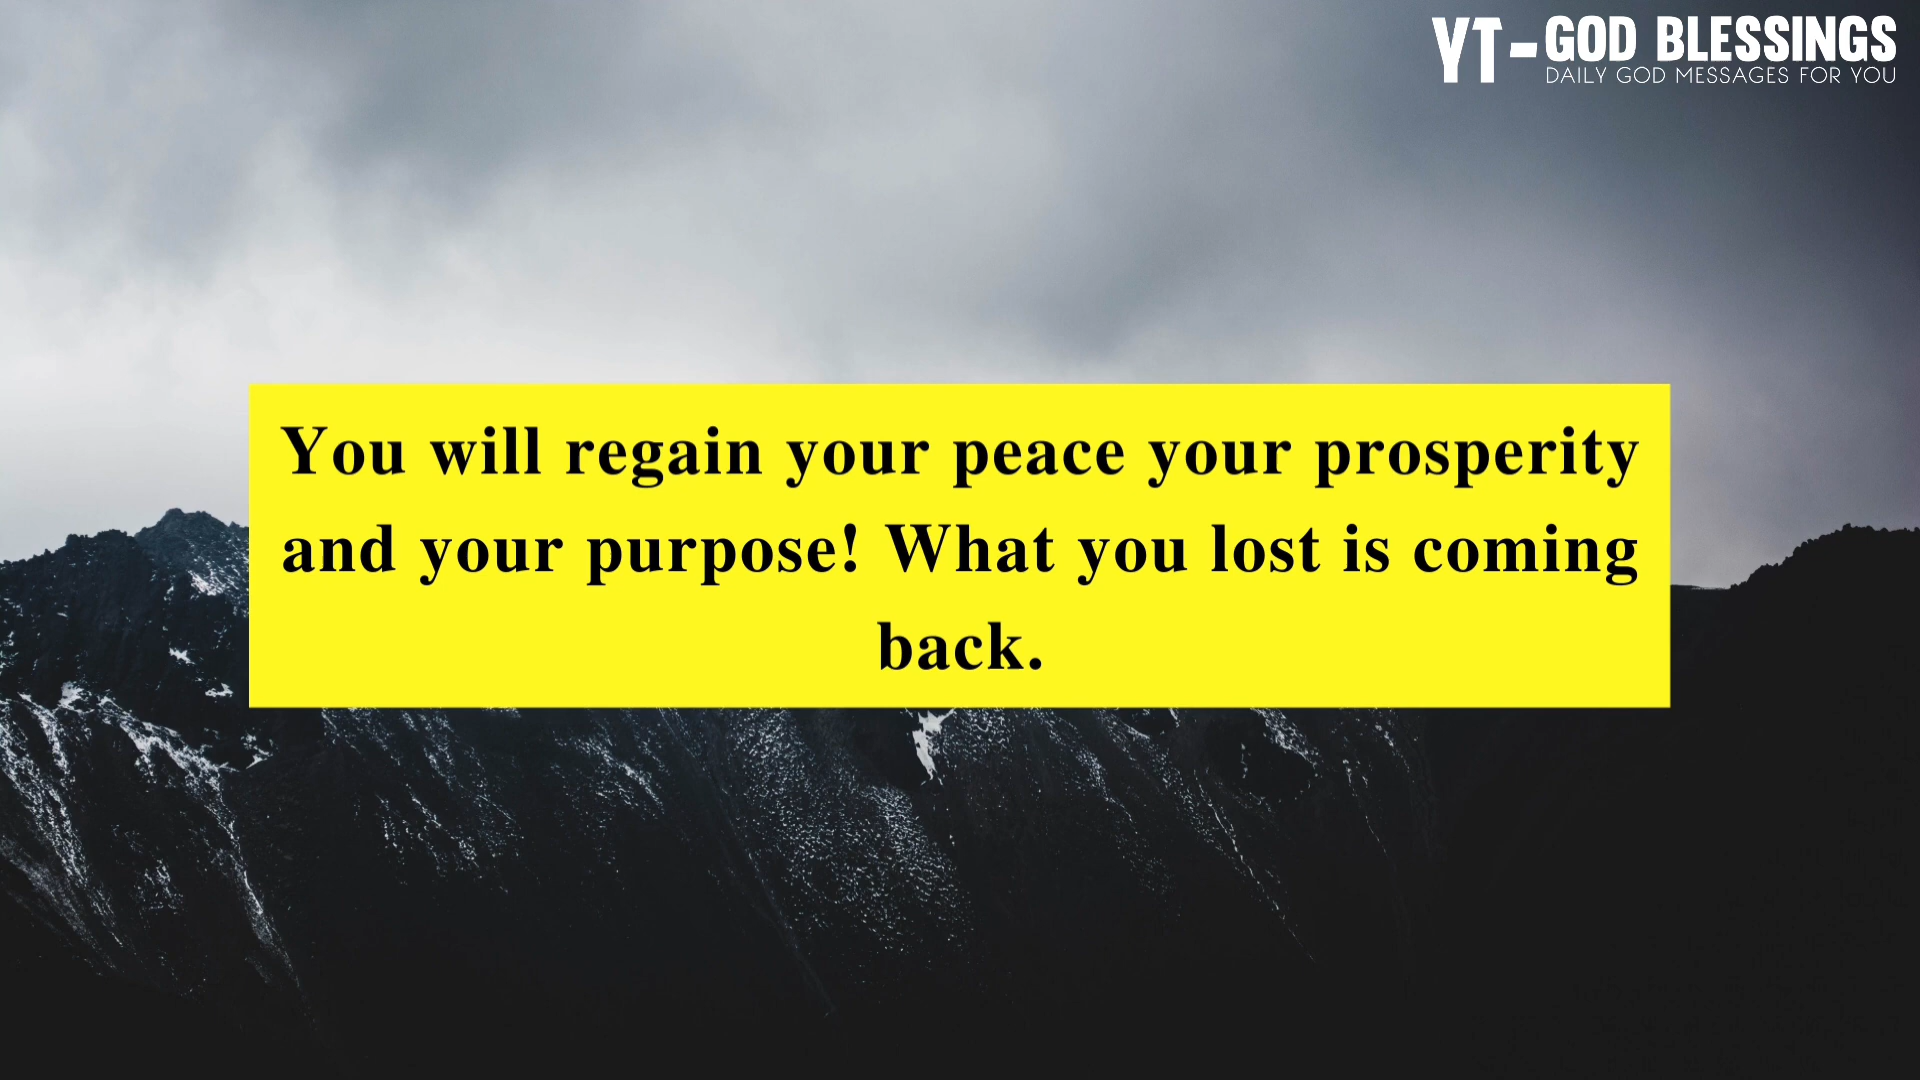 YT-GOD BLESSINGS
DAILY GOD MESSAGES FOR YOU
You will regain your peace your prosperity
and your purpose! What you lost is coming
back.